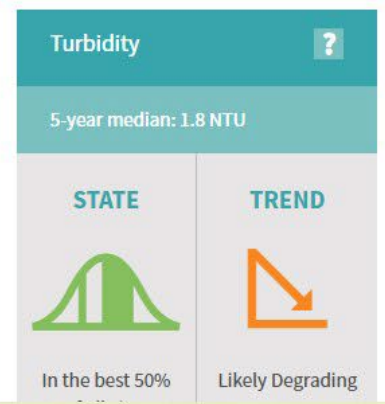 Turbidity ?
5-year median: 1.8 NTU
STATE TREND
In the best 50% Likely Degrading